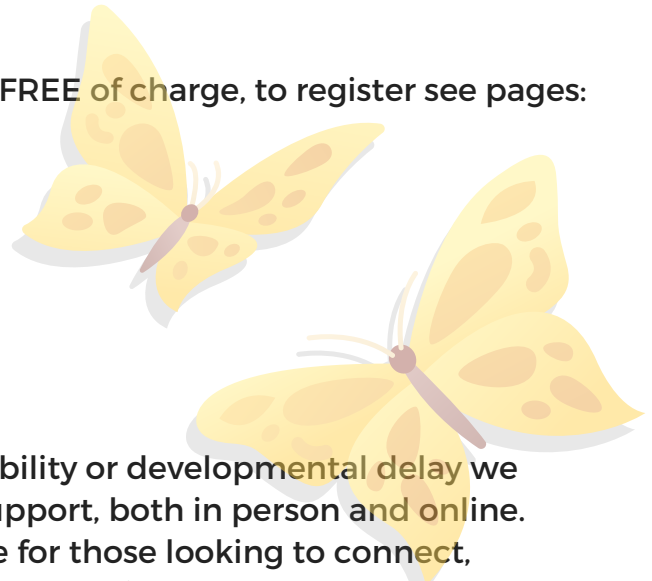 FREE of charge, to register see pages:
bility or developmental delay we
upport, both in person and online.
e for those looking to connect,